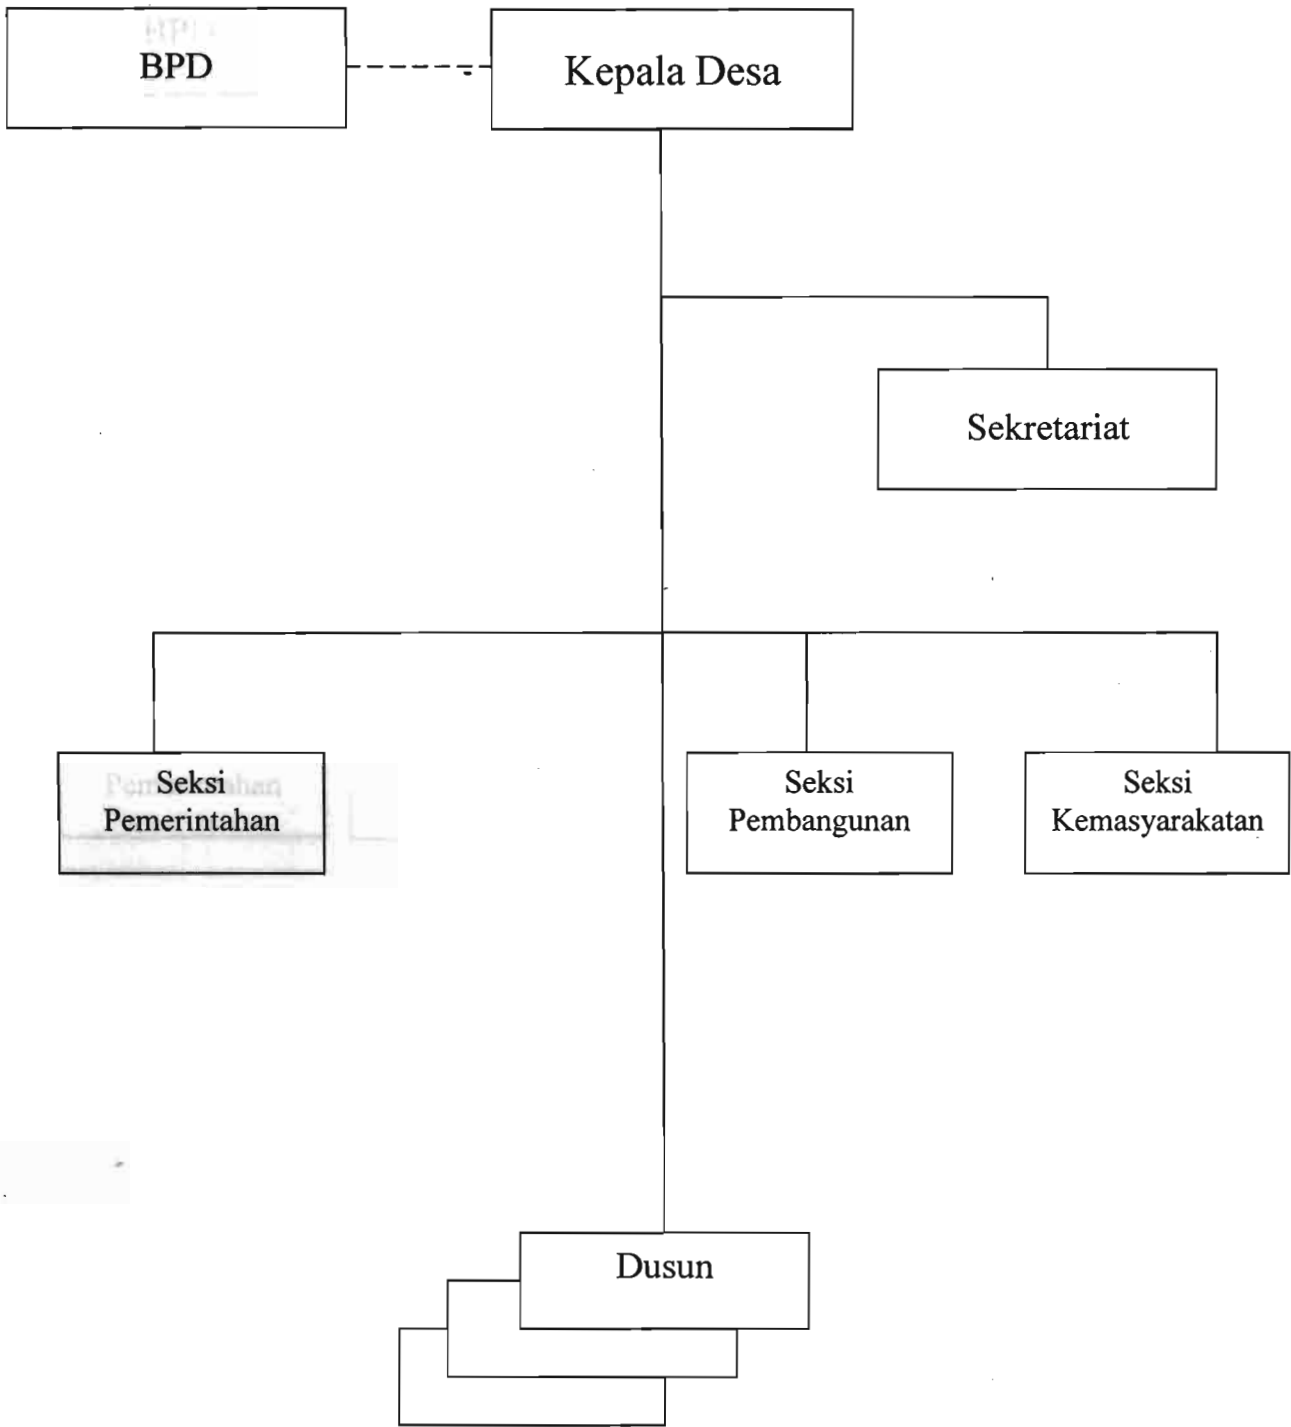 BPD
Kepala Desa
Sekretariat
Seksi
Pemerintahan
Seksi
Pembangunan
Seksi
Kemasyarakatan
Dusun